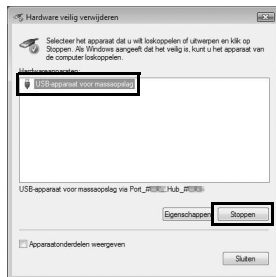 Hardware veilig verwijderen
Selecteer het apparaat dat u wilt loskoppelen of uitwerpen en klik op
Stoppen. Als Windows aangeeft dat het veilig is, kunt u het apparaat van
de computer loskoppelen.
Hardwareapparaten:
USB-apparaat voor massaopslag
USB-apparaat voor massaopslag via Port_# Hub_#
Eigenschappen
Stoppen
Apparaatonderdelen weergeven
Sluiten